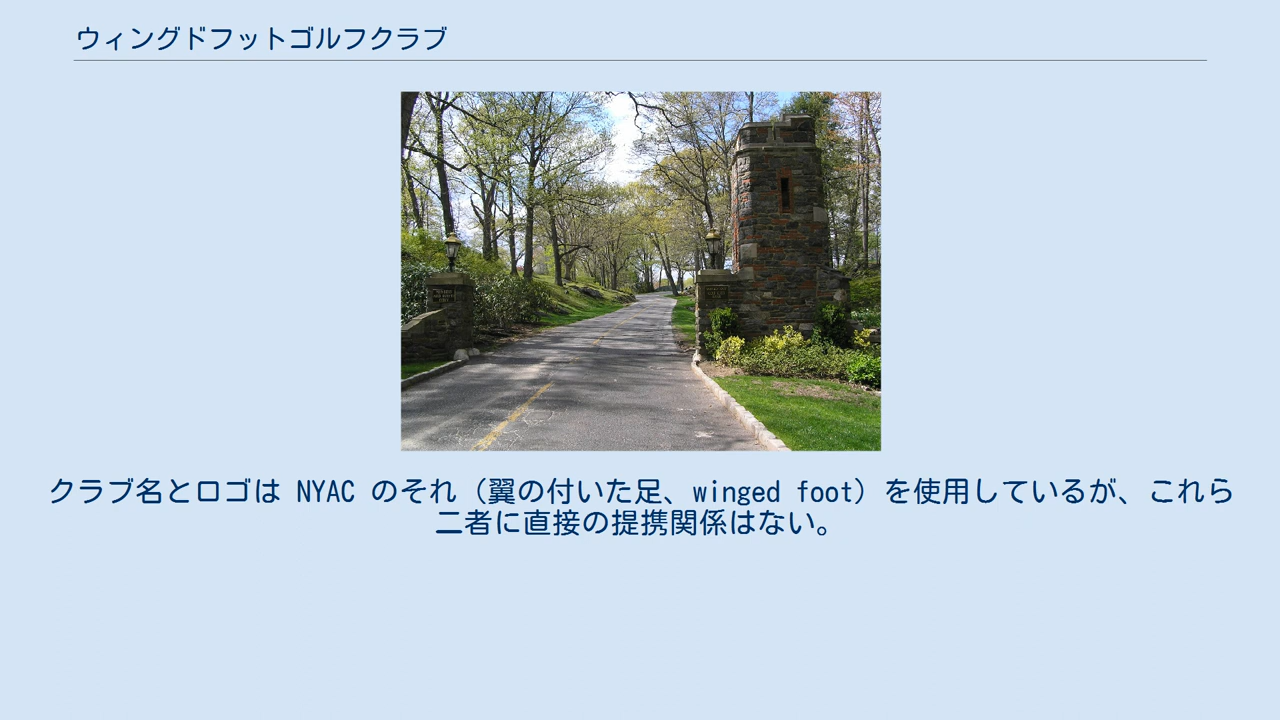 ウィングドフットゴルフクラブ
クラブ名とロゴは NYAC のそれ（翼の付いた足、winged foot）を使用しているが、これら
二者に直接の提携関係はない。